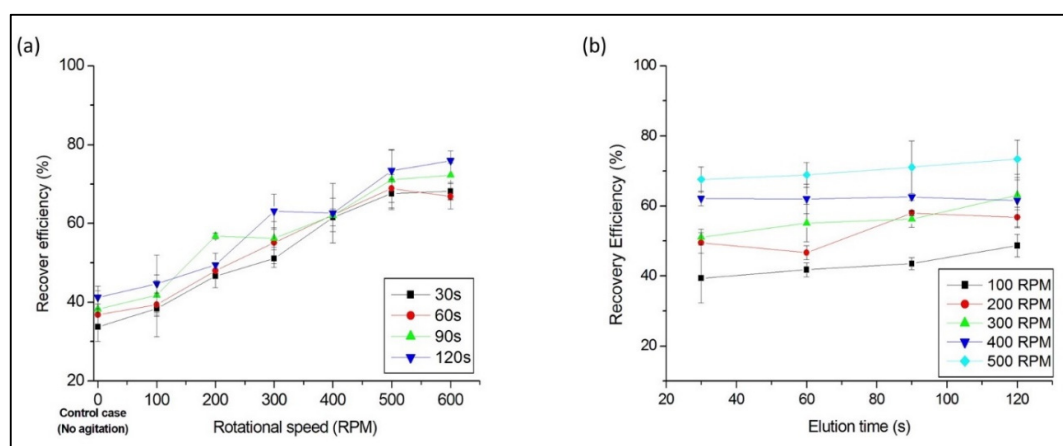 (a)
100
80
60
40
20
Recover efficiency (%)
0 100 200 300 400 500 600
Control case
(No agitation)
Rotational speed (RPM)
30s
60s
90s
120s
(b)
100
80
60
40
20
Recovery Efficiency (%)
20 40 60 80 100 120
Elution time (s)
100 RPM
200 RPM
300 RPM
400 RPM
500 RPM